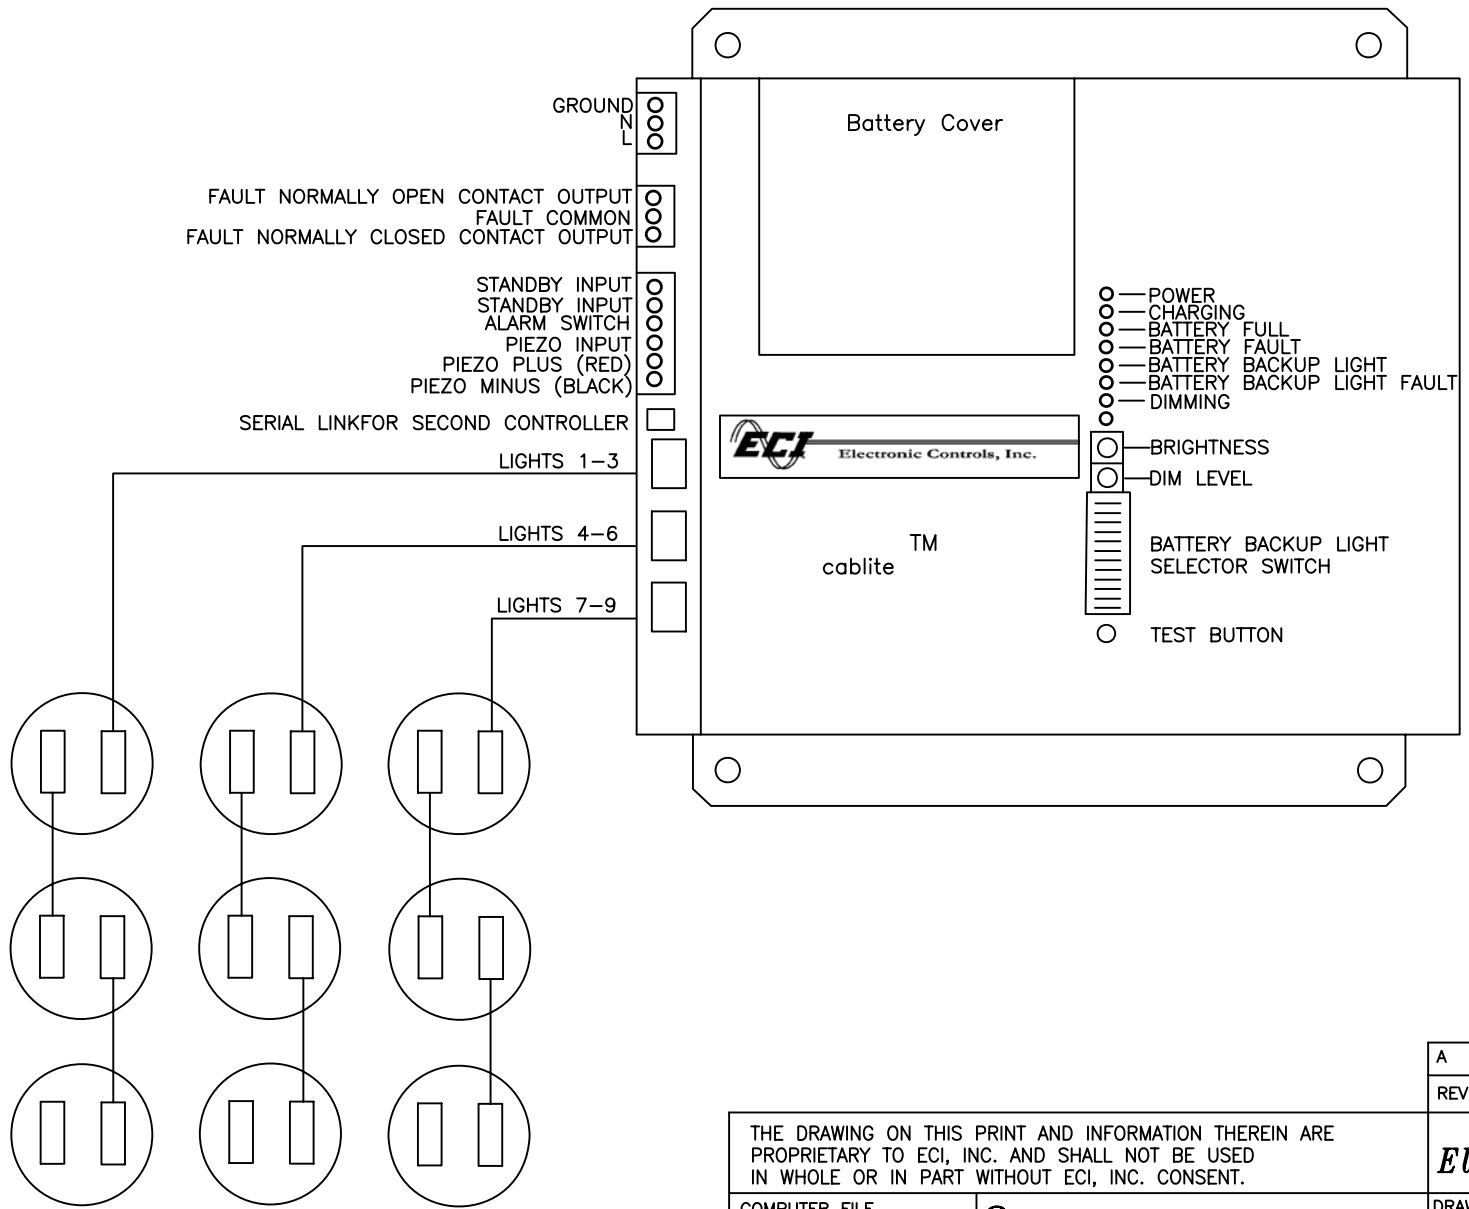 GROUND
N
L
Battery Cover
FAULT NORMALLY OPEN CONTACT OUTPUT
FAULT COMMON
FAULT NORMALLY CLOSED CONTACT OUTPUT
STANDBY INPUT
STANDBY INPUT
ALARM SWITCH
PIEZO INPUT
PIEZO PLUS (RED)
PIEZO MINUS (BLACK)
SERIAL LINKFOR SECOND CONTROLLER
LIGHTS 1-3
LIGHTS 4-6
LIGHTS 7-9
POWER
CHARGING
BATTERY FULL
BATTERY FAULT
BATTERY BACKUP LIGHT
BATTERY BACKUP LIGHT FAULT
DIMMING
BRIGHTNESS
DIM LEVEL
BATTERY BACKUP LIGHT
SELECTOR SWITCH
TEST BUTTON
ECI Electronic Controls, Inc.
cablite TM
A
REV
THE DRAWING ON THIS PRINT AND INFORMATION THEREIN ARE
PROPRIETARY TO ECI, INC. AND SHALL NOT BE USED
IN WHOLE OR IN PART WITHOUT ECI, INC. CONSENT.
COMPUTER FILE